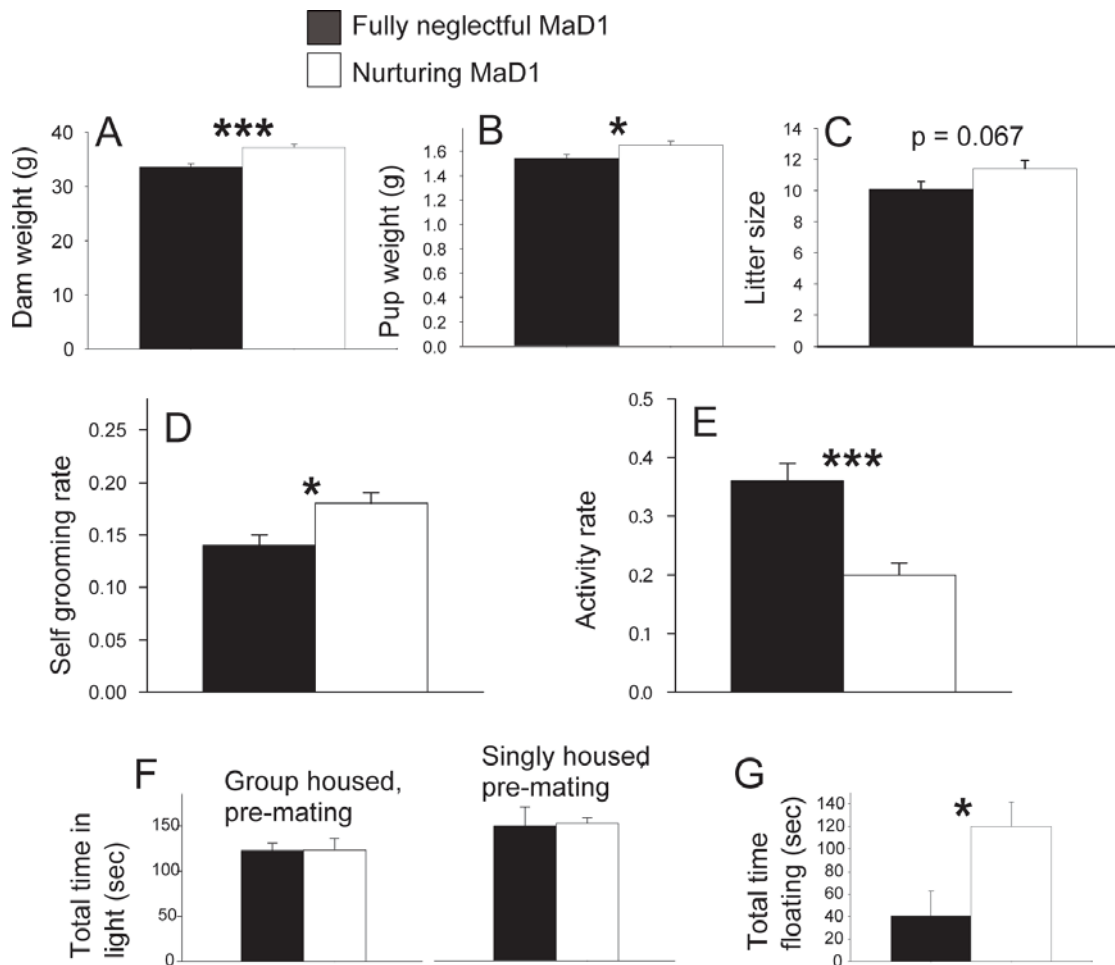 Fully neglectful MaD1
Nurturing MaD1
A
***
Dam weight (g)
40
30
20
10
0
B
*
Pup weight (g)
1.6
1.4
1.2
1.0
0.8
0.6
0.4
0.2
0.0
C
p = 0.067
Litter size
14
12
10
8
6
4
2
0
D
*
Self grooming rate
0.25
0.20
0.15
0.10
0.05
0.00
E
***
Activity rate
0.5
0.4
0.3
0.2
0.1
0.0
F
Group housed,
pre-mating
Singly housed,
pre-mating
Total time in
light (sec)
150
100
50
0
G
*
Total time
floating (sec)
140
120
100
80
60
40
20
0